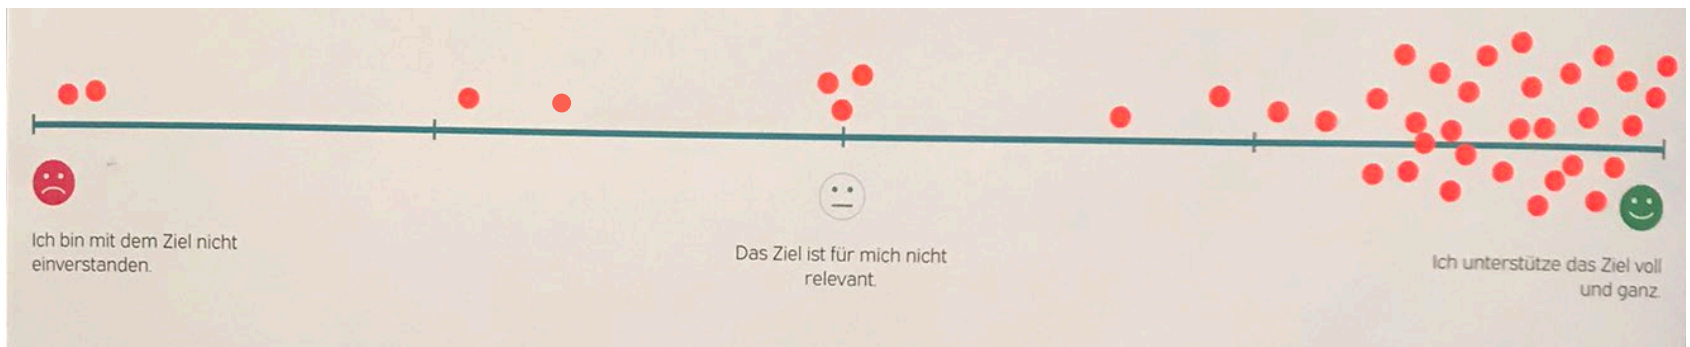 Ich bin mit dem Ziel nicht
einverstanden.
Das Ziel ist für mich nicht
relevant.
Ich unterstütze das Ziel voll
und ganz.